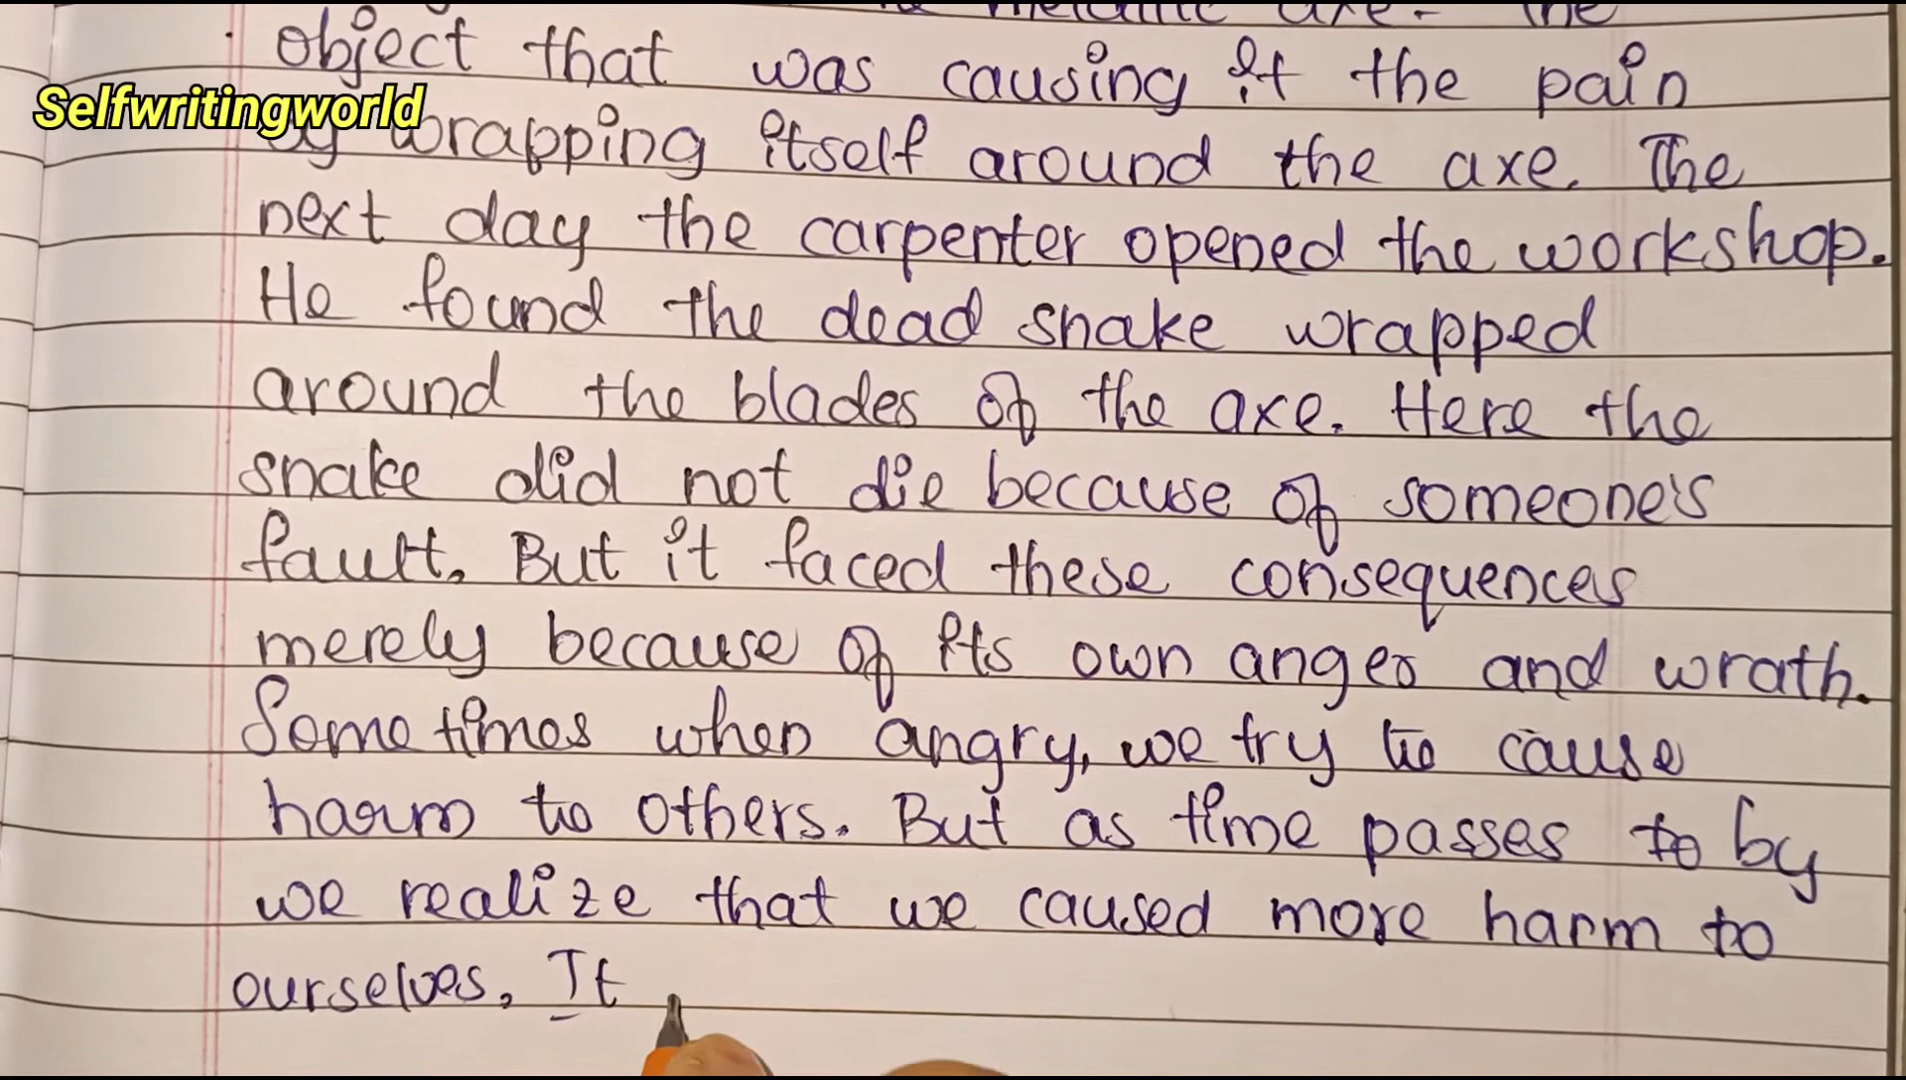 metallic axe. The
object that was causing it the pain
Selfwritingworld
by wrapping itself around the axe. The
next day the carpenter opened the workshop.
He found the dead snake wrapped
around the blades of the axe. Here the
snake did not die because of someone's
fault. But it faced these consequences
merely because of its own anger and wrath.
Sometimes when angry, we try to cause
harm to others. But as time passes to by
we realize that we caused more harm to
ourselves. It